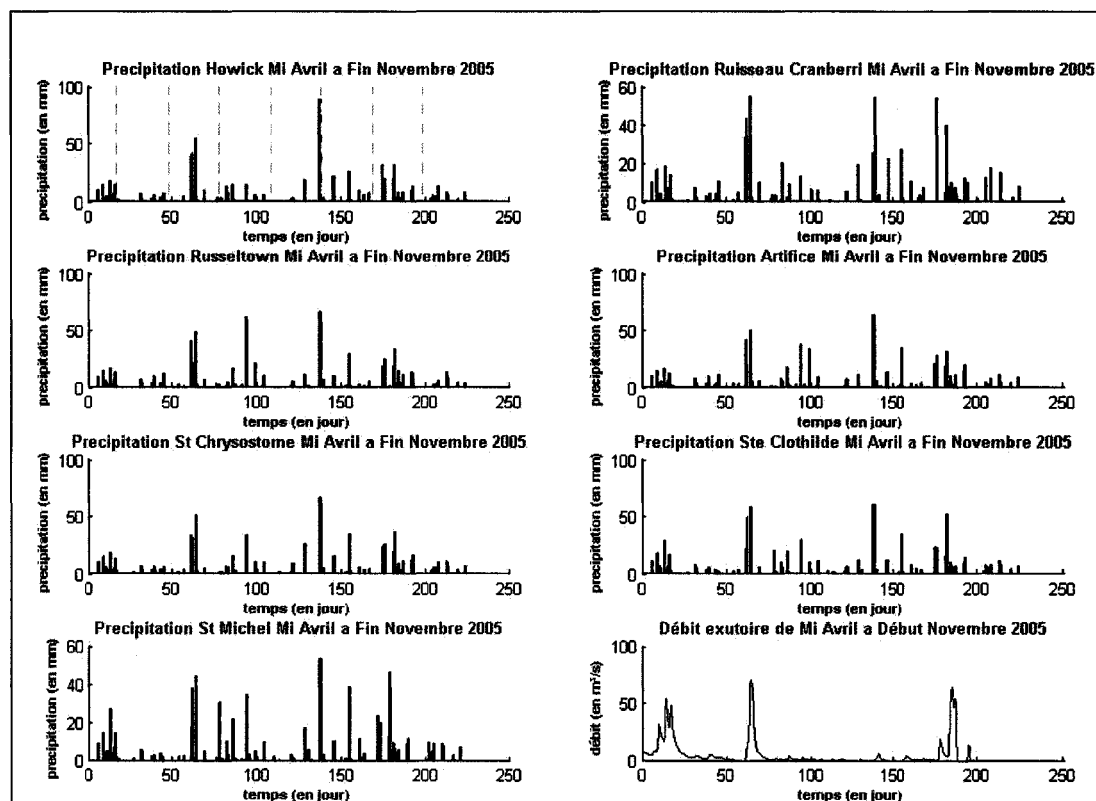 Precipitation Howick Mi Avril a Fin Novembre 2005
100
50
0
precipitation (en mm)
0 50 100 150 200 250
temps (en jour)
Precipitation Ruisseau Cranberri Mi Avril a Fin Novembre 2005
60
40
20
0
precipitation (en mm)
0 50 100 150 200 250
temps (en jour)
Precipitation Russeltown Mi Avril a Fin Novembre 2005
100
50
0
precipitation (en mm)
0 50 100 150 200 250
temps (en jour)
Precipitation Artifice Mi Avril a Fin Novembre 2005
100
50
0
precipitation (en mm)
0 50 100 150 200 250
temps (en jour)
Precipitation St Chrysostome Mi Avril a Fin Novembre 2005
100
50
0
precipitation (en mm)
0 50 100 150 200 250
temps (en jour)
Precipitation Ste Clothilde Mi Avril a Fin Novembre 2005
100
50
0
precipitation (en mm)
0 50 100 150 200 250
temps (en jour)
Precipitation St Michel Mi Avril a Fin Novembre 2005
60
40
20
0
precipitation (en mm)
0 50 100 150 200 250
temps (en jour)
Débit exutoire de Mi Avril a Début Novembre 2005
100
50
0
débit (en m³/s)
0 50 100 150 200 250
temps (en jour)